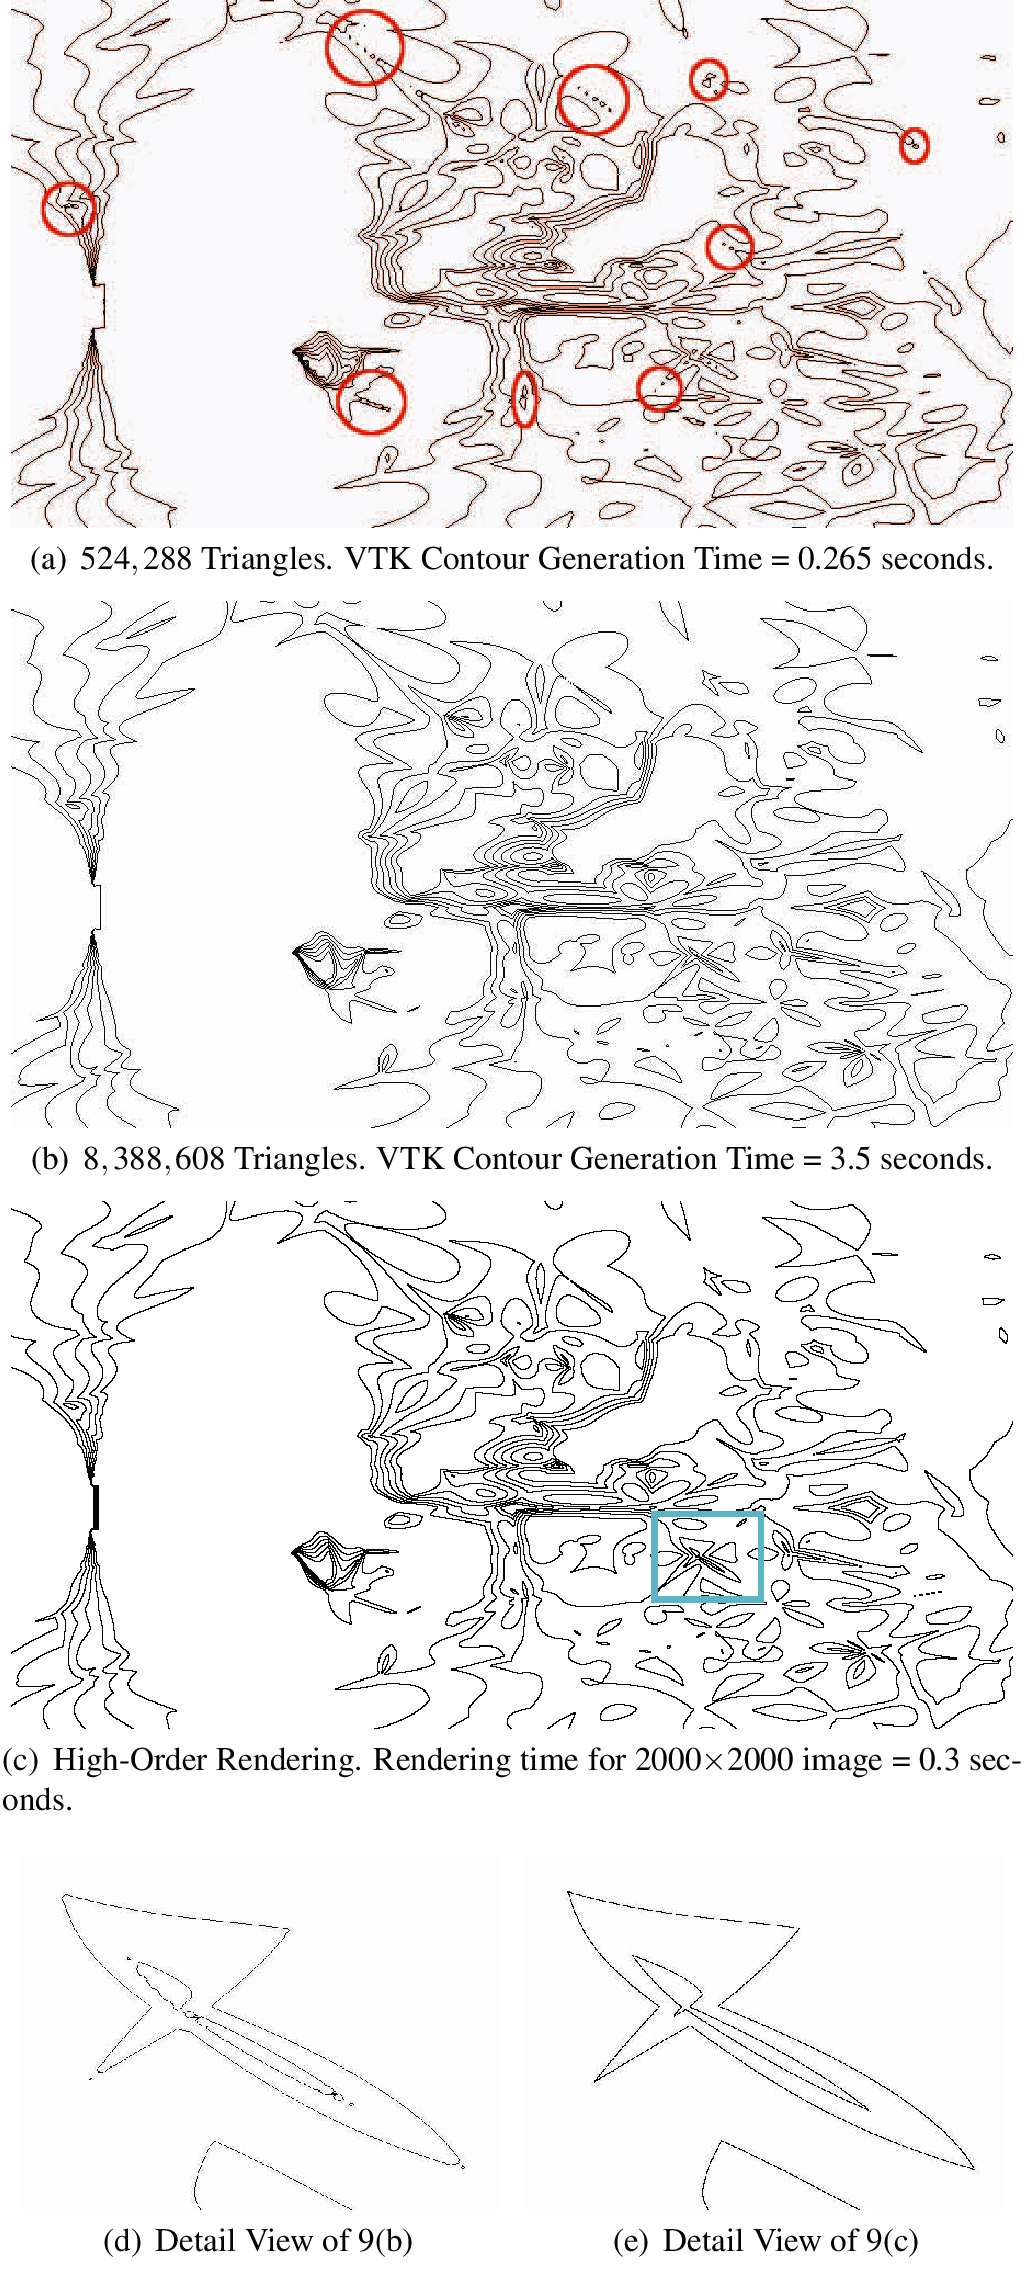 (a) 524,288 Triangles. VTK Contour Generation Time = 0.265 seconds.
(b) 8,388,608 Triangles. VTK Contour Generation Time = 3.5 seconds.
(c) High-Order Rendering. Rendering time for 2000×2000 image = 0.3 sec-
onds.
(d) Detail View of 9(b)
(e) Detail View of 9(c)